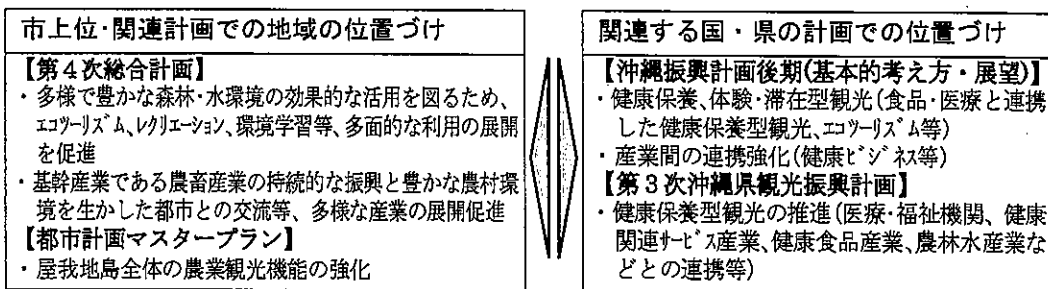 市上位・関連計画での地域の位置づけ
【第4次総合計画】
・多様で豊かな森林・水環境の効果的な活用を図るため、
エコツーリズム、レクリエーション、環境学習等、多面的な利用の展開
を促進
・基幹産業である農畜産業の持続的な振興と豊かな農村環
境を生かした都市との交流等、多様な産業の展開促進
【都市計画マスタープラン】
・屋我地島全体の農業観光機能の強化
関連する国・県の計画での位置づけ
【沖縄振興計画後期(基本的考え方・展望)】
・健康保養、体験・滞在型観光(食品・医療と連携
した健康保養型観光、エコツーリズム等)
・産業間の連携強化(健康ビジネス等)
【第3次沖縄県観光振興計画】
・健康保養型観光の推進(医療・福祉機関、健康
関連サービス産業、健康食品産業、農林水産業な
どとの連携等)